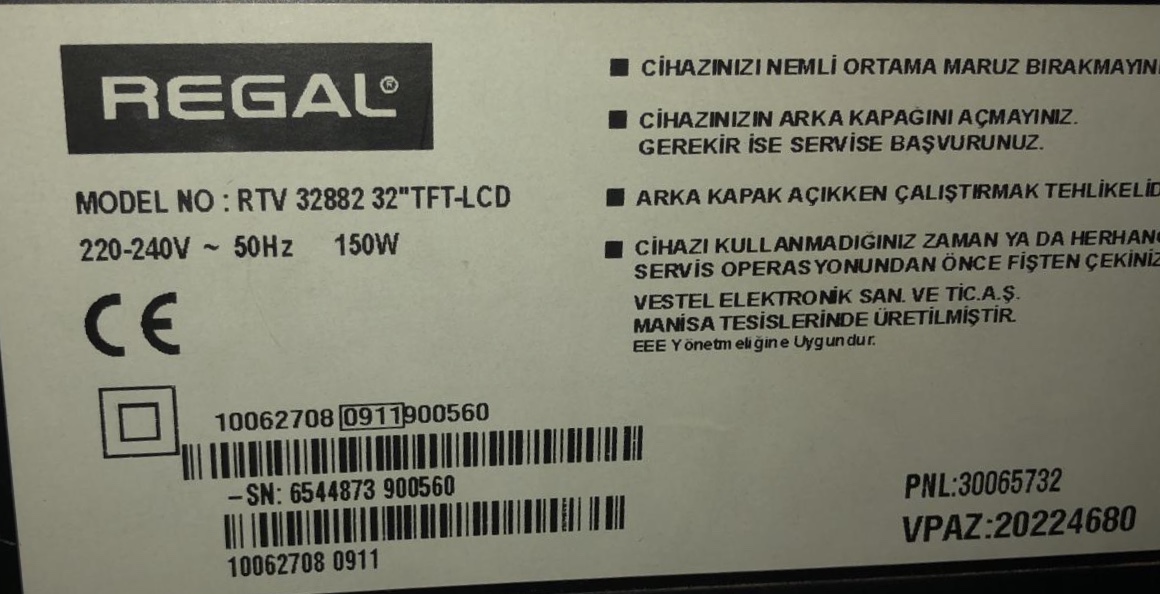 REGAL®
MODEL NO : RTV 32882 32"TFT-LCD
220-240V ~ 50Hz 150W
CE
10062708 0911900560
-SN: 6544873 900560
10062708 0911
■ CİHAZINIZI NEMLİ ORTAMA MARUZ BIRAKMAYIN
■ CİHAZINIZIN ARKA KAPAĞINI AÇMAYINIZ.
GEREKİR İSE SERVİSE BAŞVURUNUZ.
■ ARKA KAPAK AÇIKKEN ÇALIŞTIRMAK TEHLİKELİD
■ CİHAZI KULLANMADIĞINIZ ZAMAN YA DA HERHANG
SERVİS OPERASYONUNDAN ÖNCE FİŞTEN ÇEKİNİZ
VESTEL ELEKTRONİK SAN. VE TİC.A.Ş.
MANİSA TESİSLERİNDE ÜRETİLMİŞTİR.
EEE Yönetmeliğine Uygundur.
PNL:30065732
VPAZ:20224680